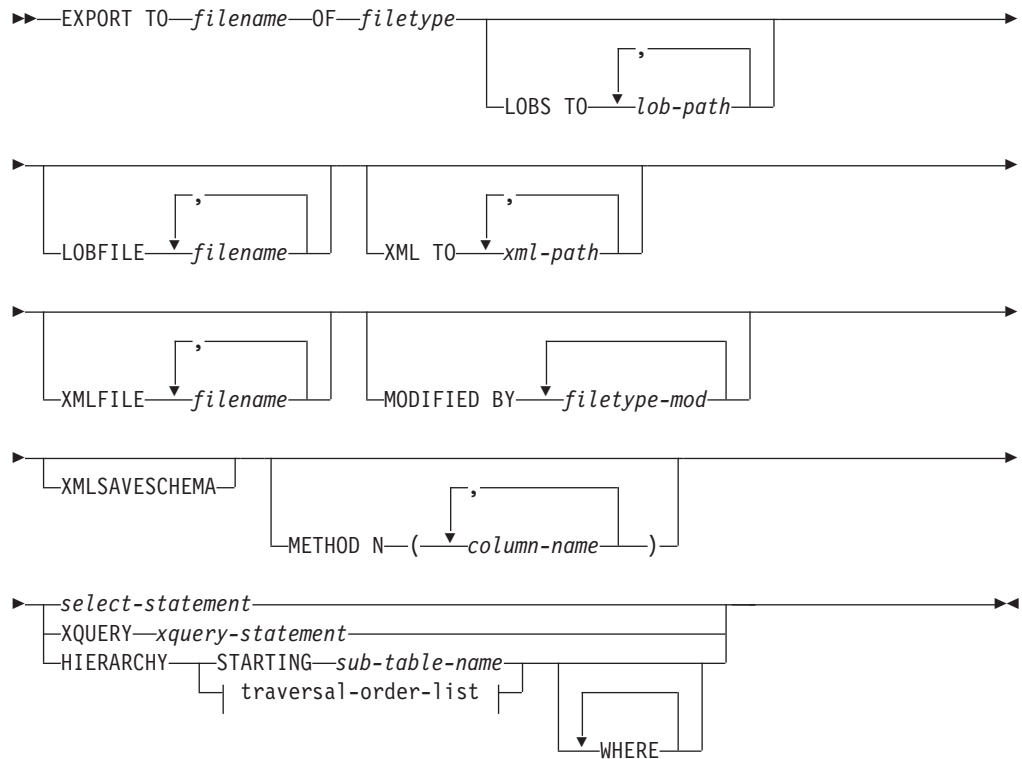 EXPORT TO filename OF filetype
,
LOBS TO lob-path
, ,
LOBFILE filename XML TO xml-path
,
XMLFILE filename MODIFIED BY filetype-mod
XMLSAVESCHEMA
,
METHOD N ( column-name )
select-statement
XQUERY xquery-statement
HIERARCHY STARTING sub-table-name
traversal-order-list
WHERE